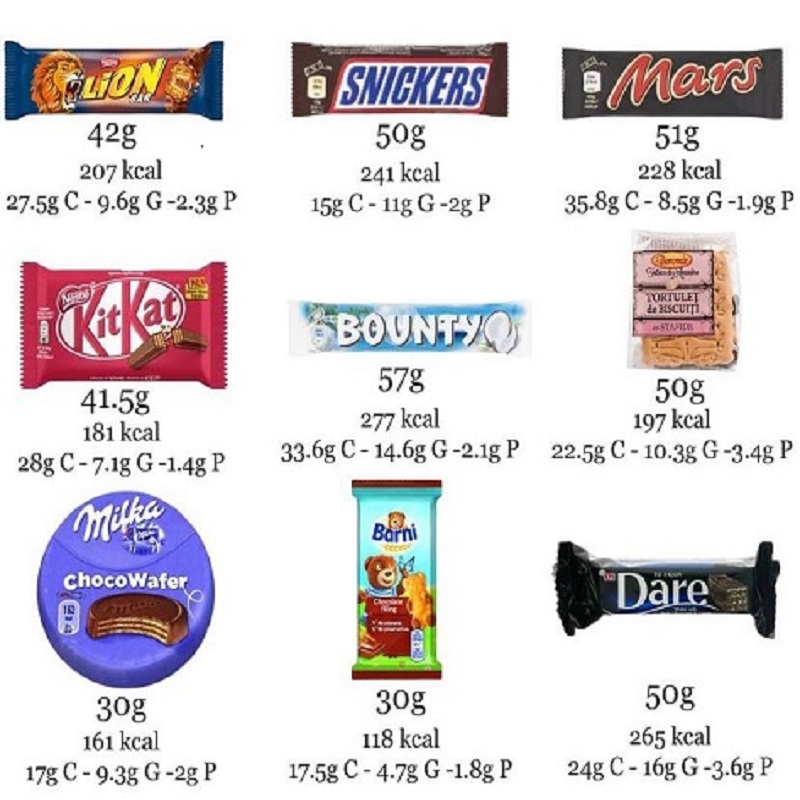 Nestlé
LION
BAR
42g
207 kcal
27.5g C - 9.6g G -2.3g P
SNICKERS
50g
241 kcal
15g C - 11g G -2g P
Mars
51g
228 kcal
35.8g C - 8.5g G -1.9g P
Nestlé
KitKat
41.5g
181 kcal
28g C - 7.1g G -1.4g P
BOUNTY
57g
277 kcal
33.6g C - 14.6g G -2.1g P
TORTULEȚ
de BISCUIȚI
cu STAFIDE
50g
197 kcal
22.5g C - 10.3g G -3.4g P
Milka
ChocoWafer
30g
161 kcal
17g C - 9.3g G -2g P
Barni
Chocolate
filling
30g
118 kcal
17.5g C - 4.7g G -1.8g P
Dare
50g
265 kcal
24g C - 16g G -3.6g P